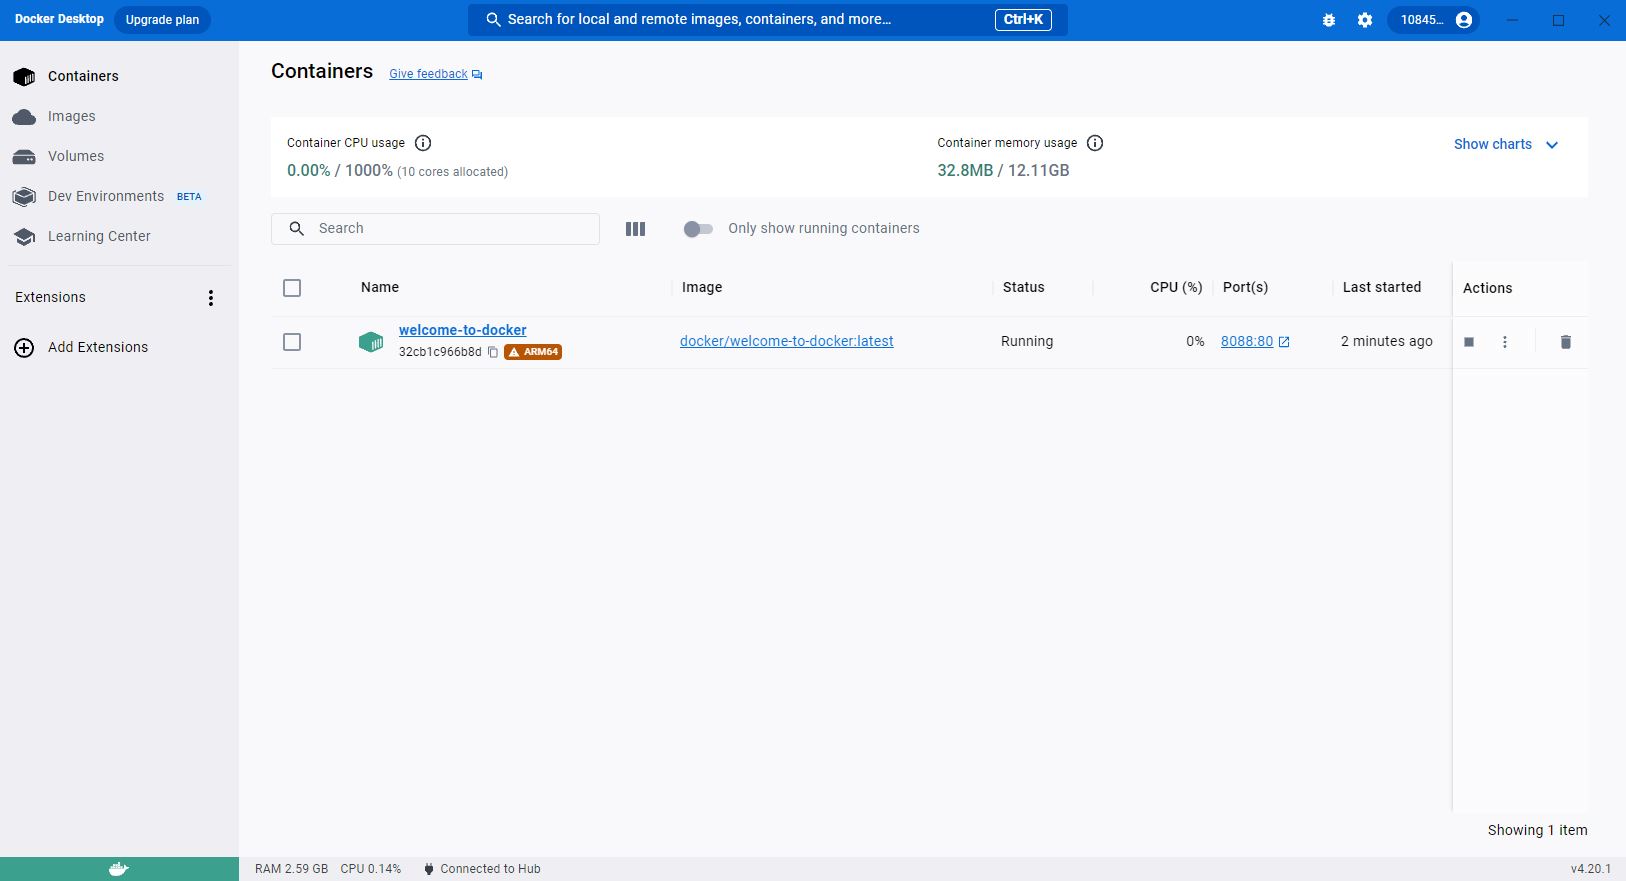 Docker Desktop Upgrade plan Search for local and remote images, containers, and more... Ctrl+K 10845...
Containers
Images
Volumes
Dev Environments BETA
Learning Center
Extensions
Add Extensions
Containers Give feedback
Container CPU usage
0.00% / 1000% (10 cores allocated)
Container memory usage
32.8MB / 12.11GB
Show charts
Search
Only show running containers
Name Image Status CPU (%) Port(s) Last started Actions
welcome-to-docker
32cb1c966b8d ARM64
docker/welcome-to-docker:latest Running 0% 8088:80 2 minutes ago
Showing 1 item
RAM 2.59 GB CPU 0.14% Connected to Hub v4.20.1